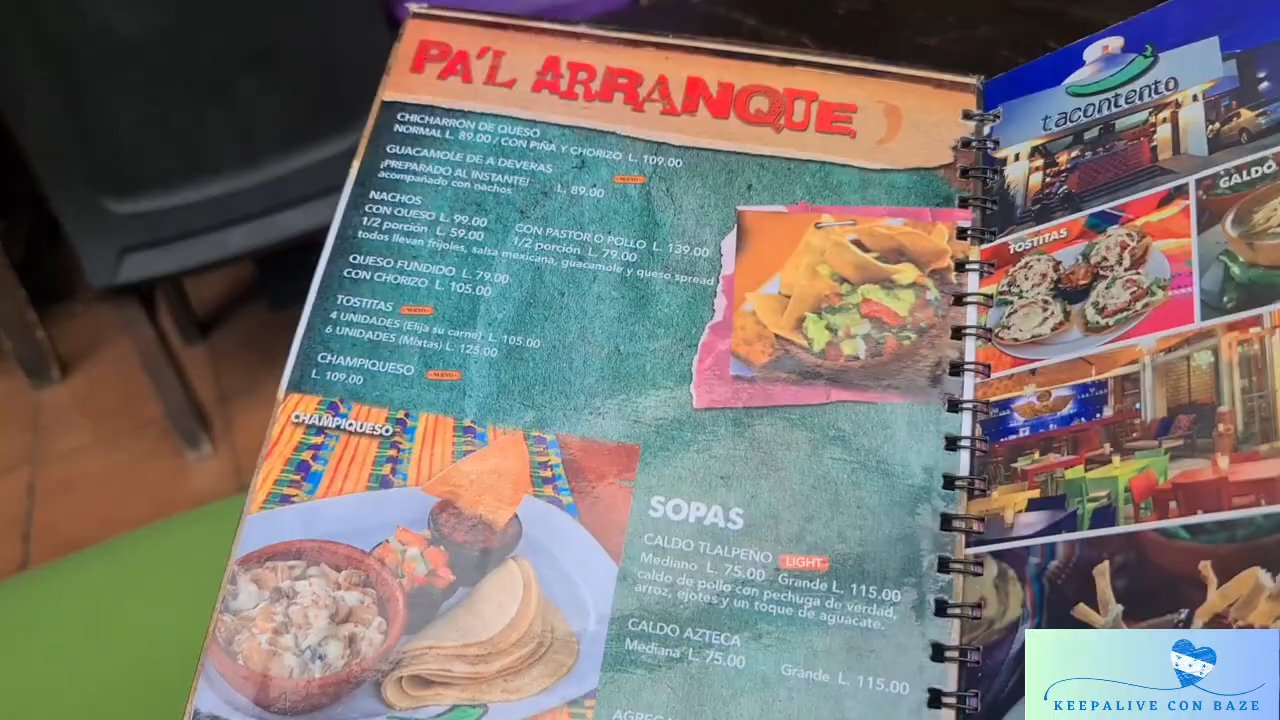 PA'L ARRANQUE
CHICHARRON DE QUESO
NORMAL L. 89.00 / CON PIÑA Y CHORIZO L. 109.00
GUACAMOLE DE A DEVERAS
¡PREPARADO AL INSTANTE! NUEVO
acompañado con nachos L. 89.00
NACHOS
CON QUESO L. 99.00 CON PASTOR O POLLO L. 139.00
1/2 porción L. 59.00 1/2 porción L. 79.00
todos llevan frijoles, salsa mexicana, guacamole y queso spread
QUESO FUNDIDO L. 79.00
CON CHORIZO L. 105.00
TOSTITAS NUEVO
4 UNIDADES (Elija su carne) L. 105.00
6 UNIDADES (Mixtas) L. 125.00
CHAMPIQUESO NUEVO
L. 109.00
CHAMPIQUESO
SOPAS
CALDO TLALPEÑO LIGHT
Mediano L. 75.00 Grande L. 115.00
caldo de pollo con pechuga de verdad,
arroz, ejotes y un toque de aguacate.
CALDO AZTECA
Mediana L. 75.00 Grande L. 115.00
AGREGA
tacontento
TOSTITAS
GALDO
KEEPALIVE CON BAZE